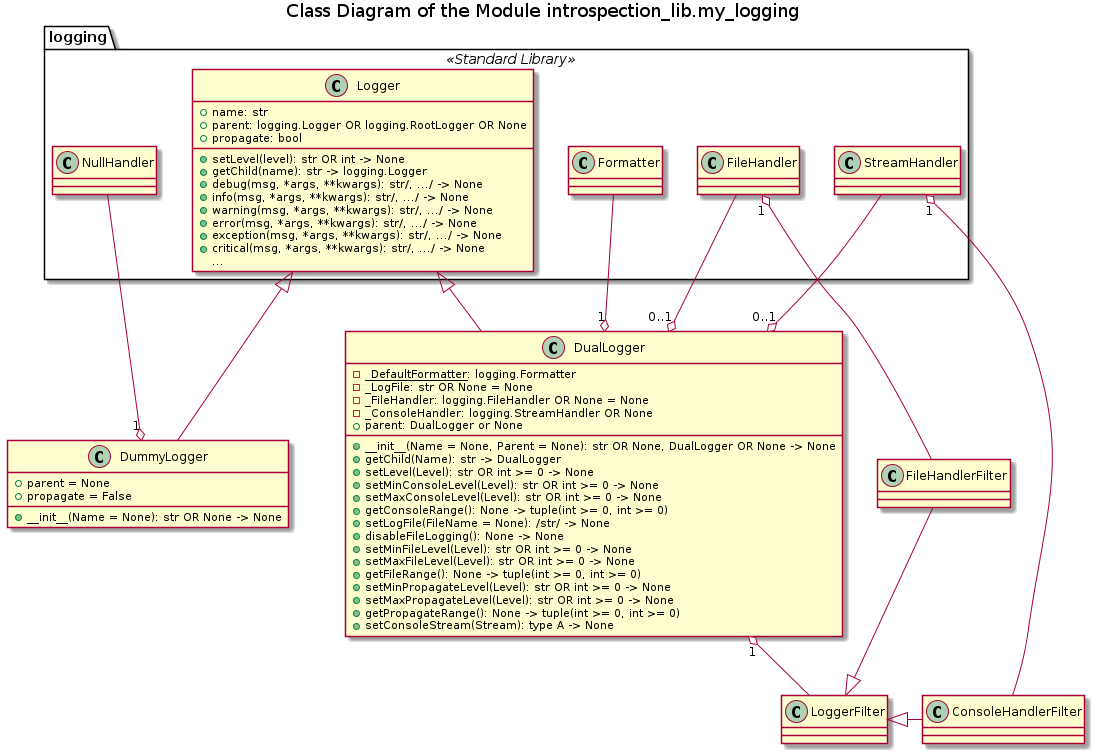 Class Diagram of the Module introspection_lib.my_logging
logging
«Standard Library»
C Logger
name: str
parent: logging.Logger OR logging.RootLogger OR None
propagate: bool
setLevel(level): str OR int -> None
getChild(name): str -> logging.Logger
debug(msg, *args, **kwargs): str/, .../ -> None
info(msg, *args, **kwargs): str/, .../ -> None
warning(msg, *args, **kwargs): str/, .../ -> None
error(msg, *args, **kwargs): str/, .../ -> None
exception(msg, *args, **kwargs): str/, .../ -> None
critical(msg, *args, **kwargs): str/, .../ -> None
...
C NullHandler
C Formatter
C FileHandler
C StreamHandler
1
1
1
0..1
0..1
1
C DualLogger
_DefaultFormatter: logging.Formatter
_LogFile: str OR None = None
_FileHandler: logging.FileHandler OR None = None
_ConsoleHandler: logging.StreamHandler OR None
parent: DualLogger or None
__init__(Name = None, Parent = None): str OR None, DualLogger OR None -> None
getChild(Name): str -> DualLogger
setLevel(Level): str OR int >= 0 -> None
setMinConsoleLevel(Level): str OR int >= 0 -> None
setMaxConsoleLevel(Level): str OR int >= 0 -> None
getConsoleRange(): None -> tuple(int >= 0, int >= 0)
setLogFile(FileName = None): /str/ -> None
disableFileLogging(): None -> None
setMinFileLevel(Level): str OR int >= 0 -> None
setMaxFileLevel(Level): str OR int >= 0 -> None
getFileRange(): None -> tuple(int >= 0, int >= 0)
setMinPropagateLevel(Level): str OR int >= 0 -> None
setMaxPropagateLevel(Level): str OR int >= 0 -> None
getPropagateRange(): None -> tuple(int >= 0, int >= 0)
setConsoleStream(Stream): type A -> None
C DummyLogger
parent = None
propagate = False
__init__(Name = None): str OR None -> None
C FileHandlerFilter
1
C LoggerFilter
C ConsoleHandlerFilter